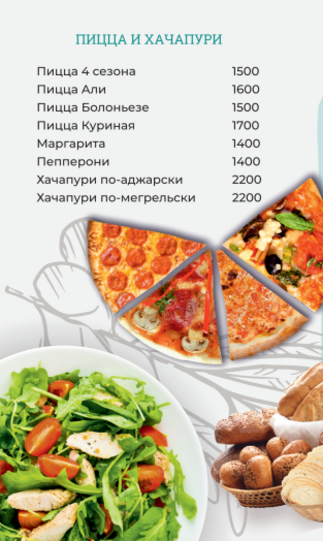 ПИЦЦА И ХАЧАПУРИ
Пицца 4 сезона 1500
Пицца Али 1600
Пицца Болоньезе 1500
Пицца Куриная 1700
Маргарита 1400
Пепперони 1400
Хачапури по-аджарски 2200
Хачапури по-мегрельски 2200